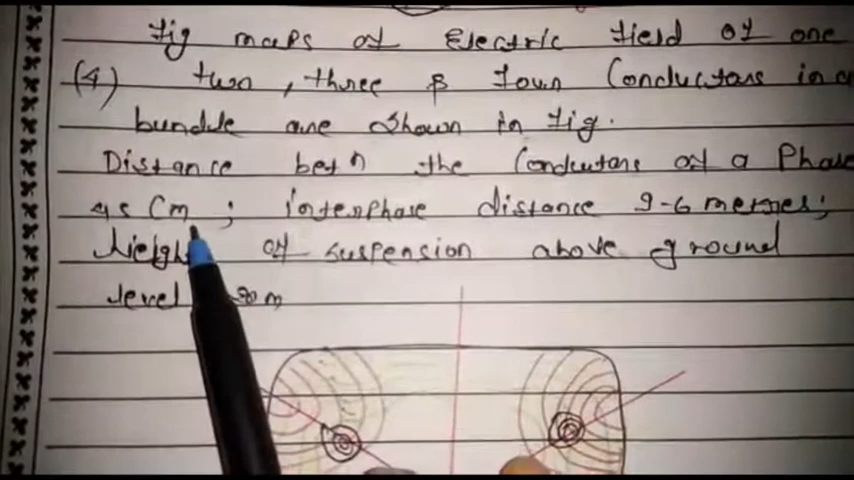 Fig maps of Electric field of one
(4) two, three & four Conductors in a
bundle are shown in fig.
Distance betn the Conductors of a Phase
45 Cm; interphase distance 9-6 metres;
height of suspension above ground
level 20m